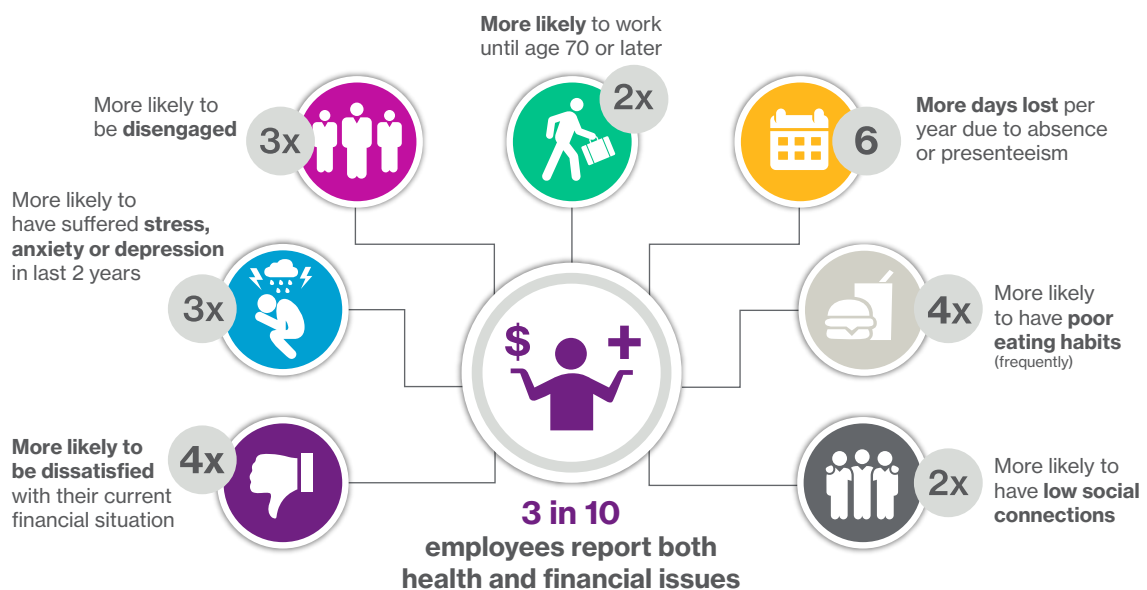 More likely to work
until age 70 or later
2x
More likely to
be disengaged
3x
6
More days lost per
year due to absence
or presenteeism
More likely to
have suffered stress,
anxiety or depression
in last 2 years
3x
4x
More likely
to have poor
eating habits
(frequently)
$
More likely to
be dissatisfied
with their current
financial situation
4x
2x
More likely to
have low social
connections
3 in 10
employees report both
health and financial issues